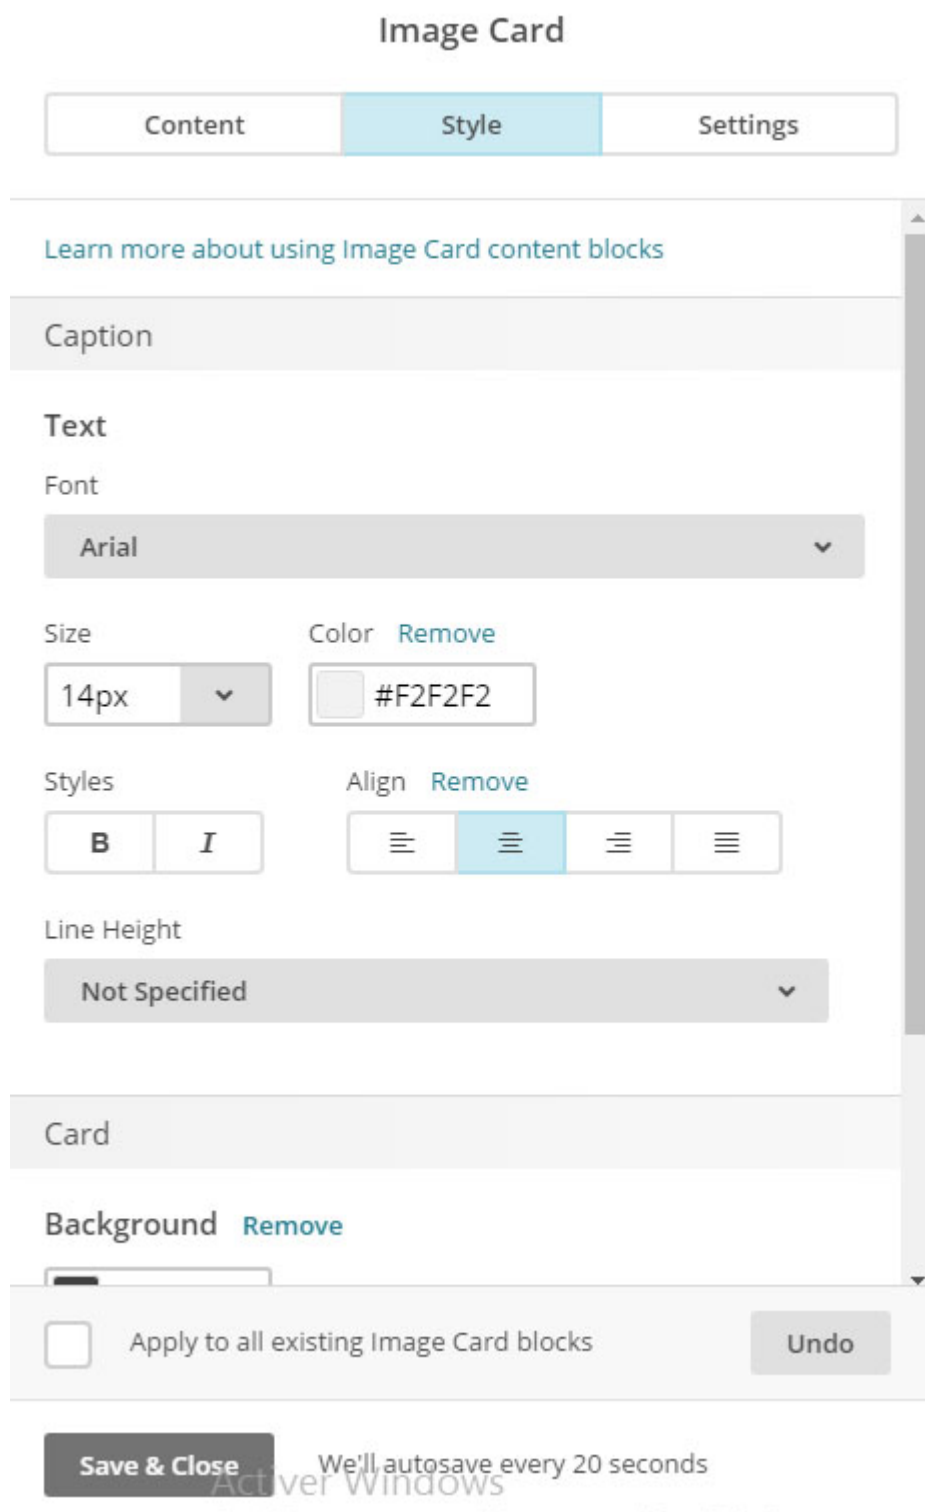 Image Card
Content Style Settings
Learn more about using Image Card content blocks
Caption
Text
Font
Arial
Size Color Remove
14px #F2F2F2
Styles Align Remove
B I
Line Height
Not Specified
Card
Background Remove
Apply to all existing Image Card blocks Undo
Save & Close We'll autosave every 20 seconds
Activer Windows